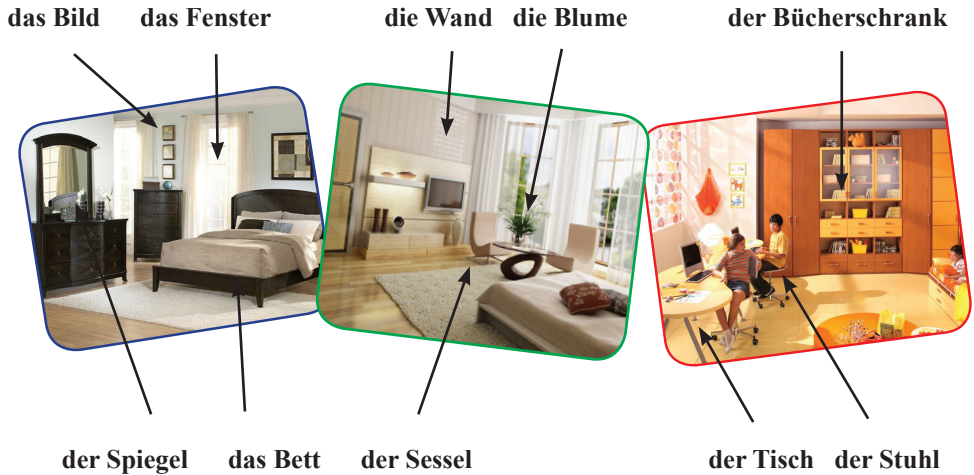 das Bild das Fenster die Wand die Blume der Bücherschrank
der Spiegel das Bett der Sessel der Tisch der Stuhl